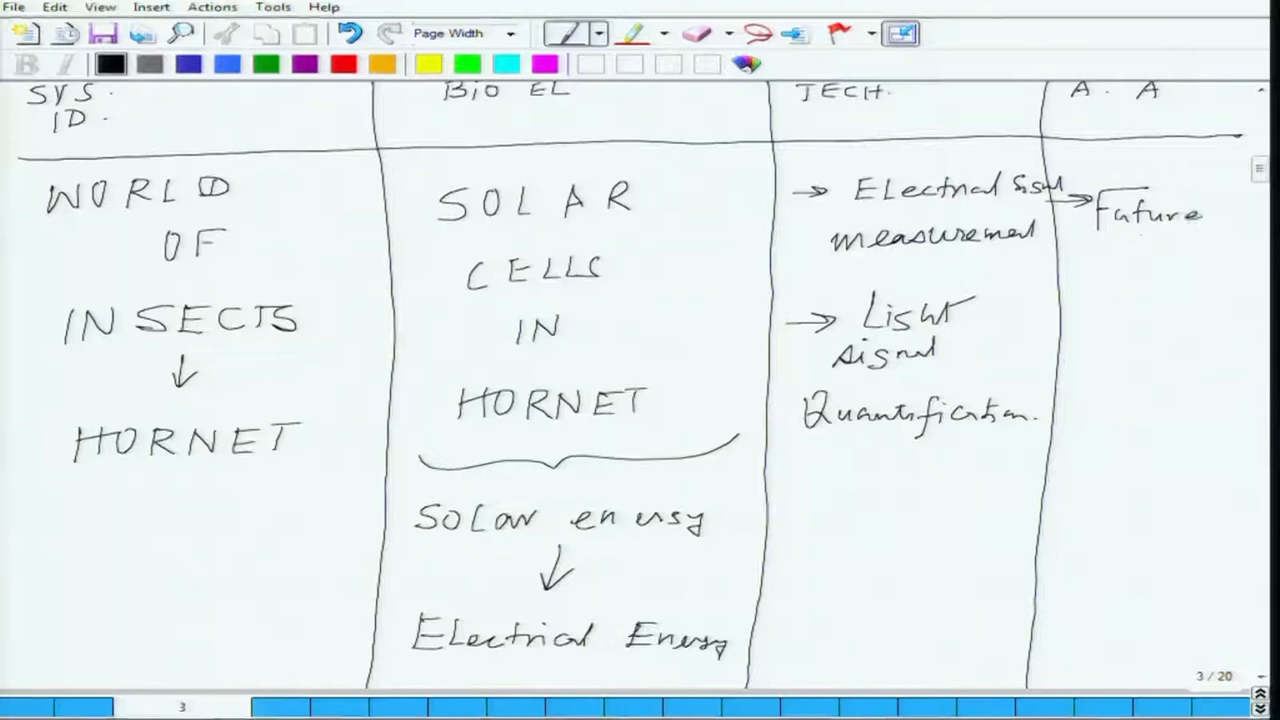 File Edit View Insert Actions Tools Help
Page Width
B I
SYS. BIO EL TECH. A. A
ID.
WORLD
OF
INSECTS
HORNET
SOLAR
CELLS
IN
HORNET
Solar energy
Electrical Energy
→ Electrical
measurement
→ Light
signal
Quantification.
→ Future
3 / 20
3